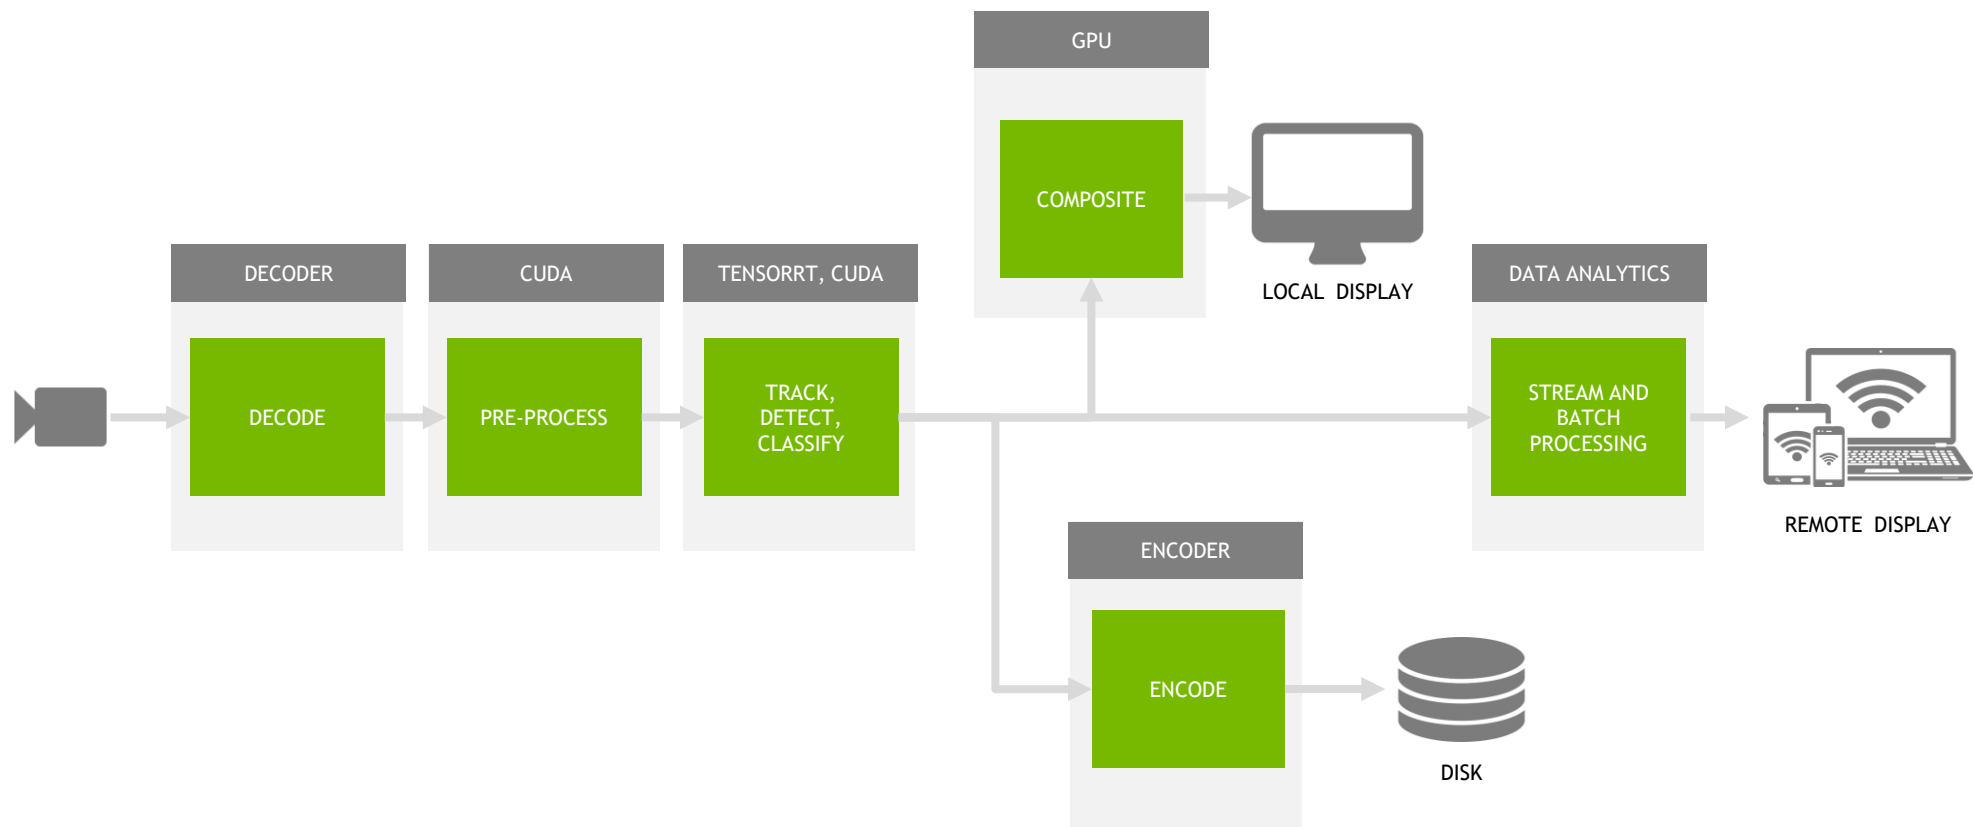 GPU
COMPOSITE
LOCAL DISPLAY
DECODER
DECODE
CUDA
PRE-PROCESS
TENSORRT, CUDA
TRACK,
DETECT,
CLASSIFY
DATA ANALYTICS
STREAM AND
BATCH
PROCESSING
REMOTE DISPLAY
ENCODER
ENCODE
DISK